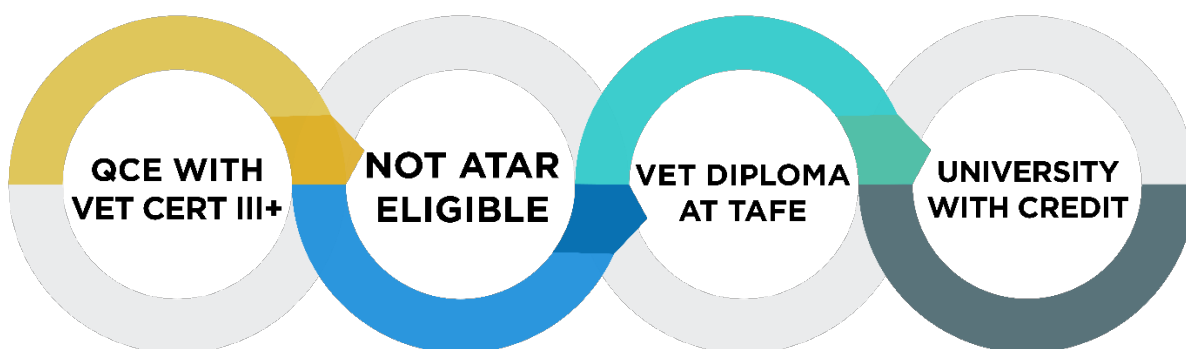 QCE WITH
VET CERT III+
NOT ATAR
ELIGIBLE
VET DIPLOMA
AT TAFE
UNIVERSITY
WITH CREDIT